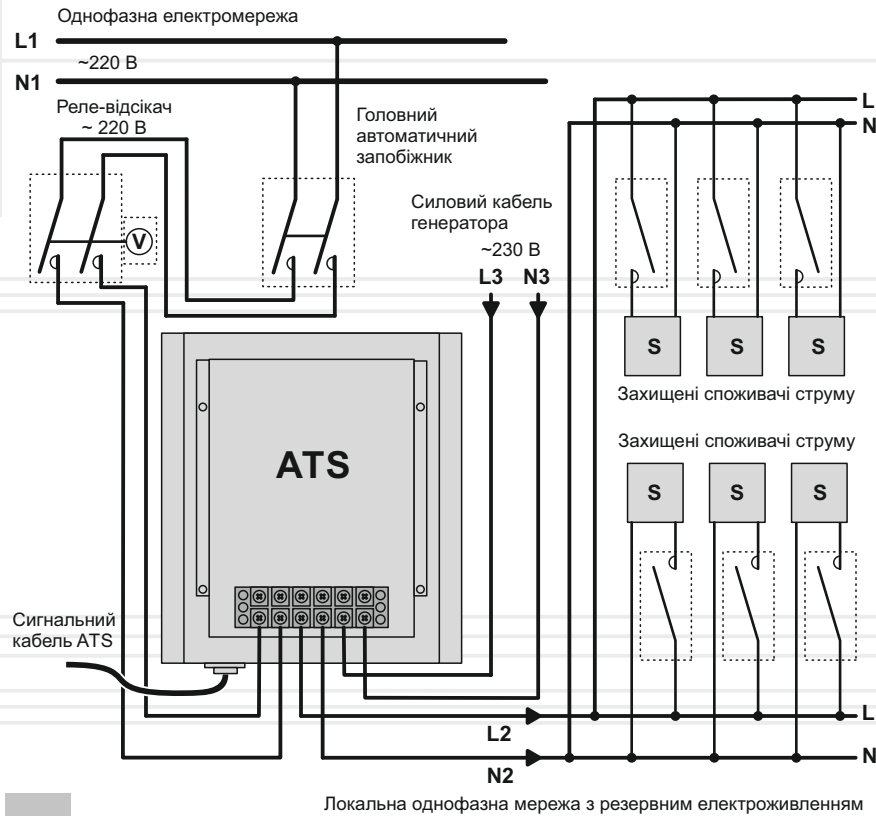 Однофазна електромережа
L1
~220 В
N1
Реле-відсікач
~ 220 В
Головний
автоматичний
запобіжник
Силовий кабель
генератора
~230 В
L3 N3
L
N
V
S S S
Захищені споживачі струму
Захищені споживачі струму
S S S
ATS
Сигнальний
кабель ATS
L2
L
N2
N
Локальна однофазна мережа з резервним електроживленням